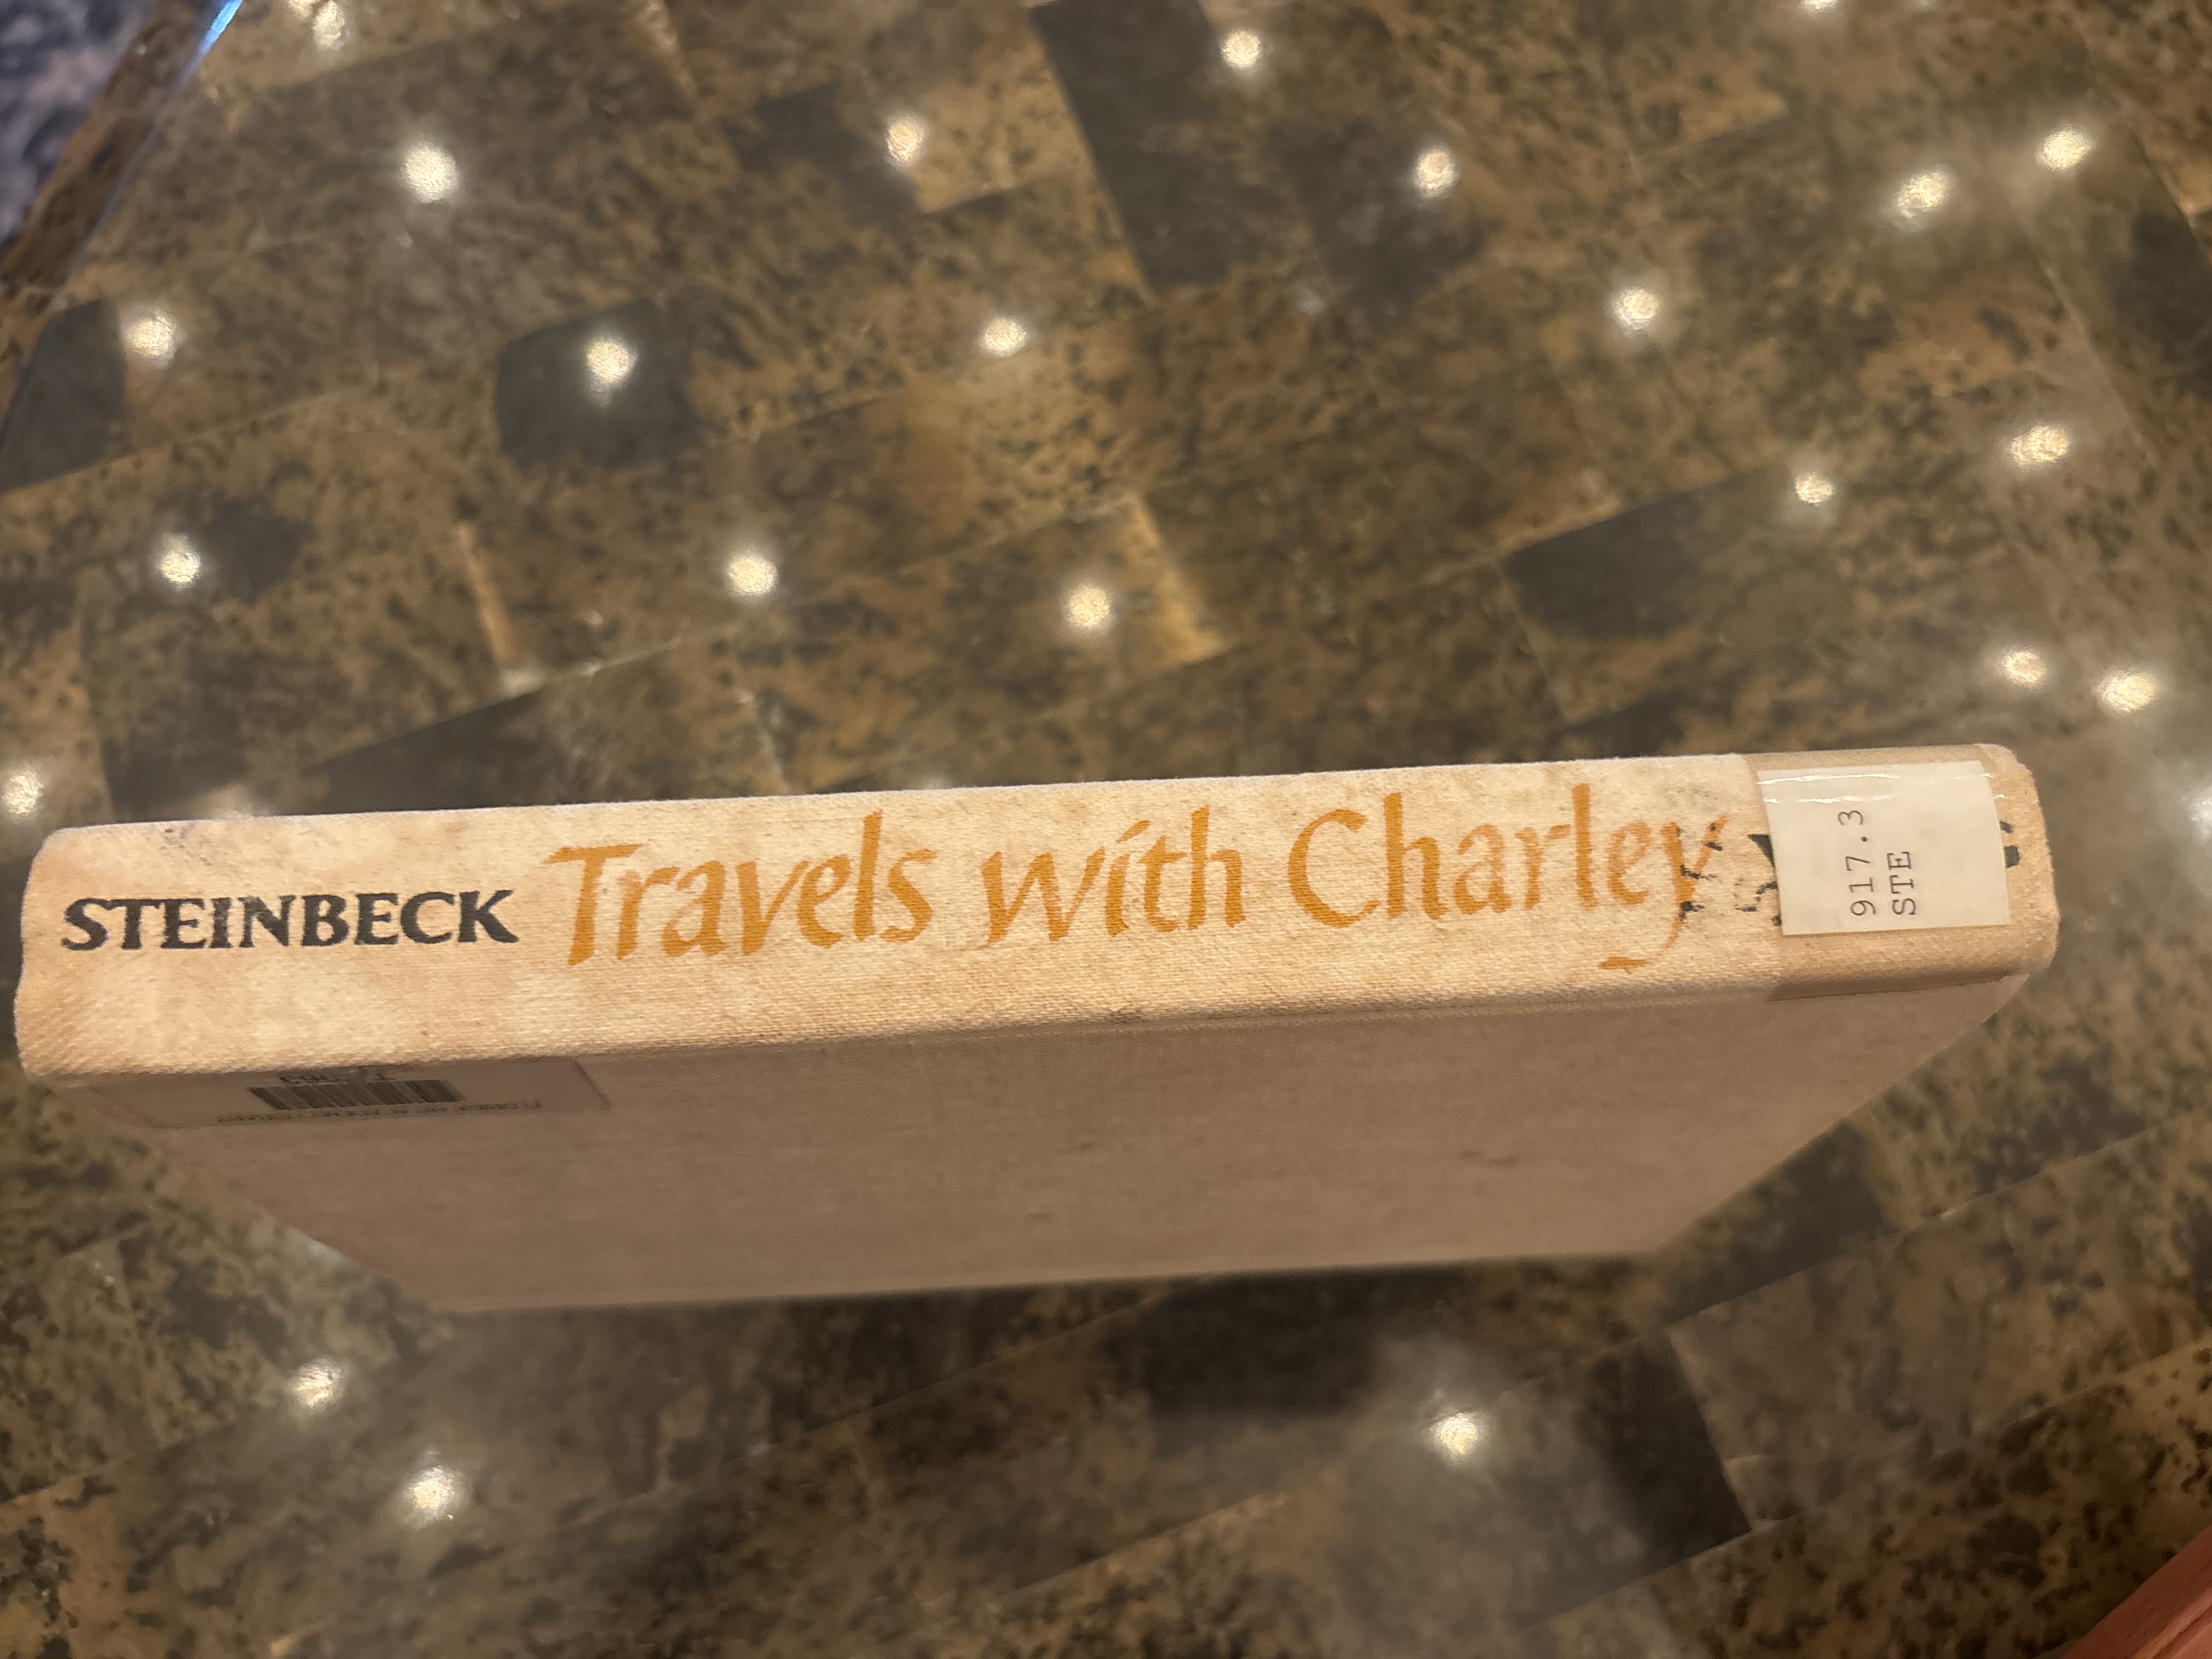 STEINBECK Travels with Charley
917.3
STE